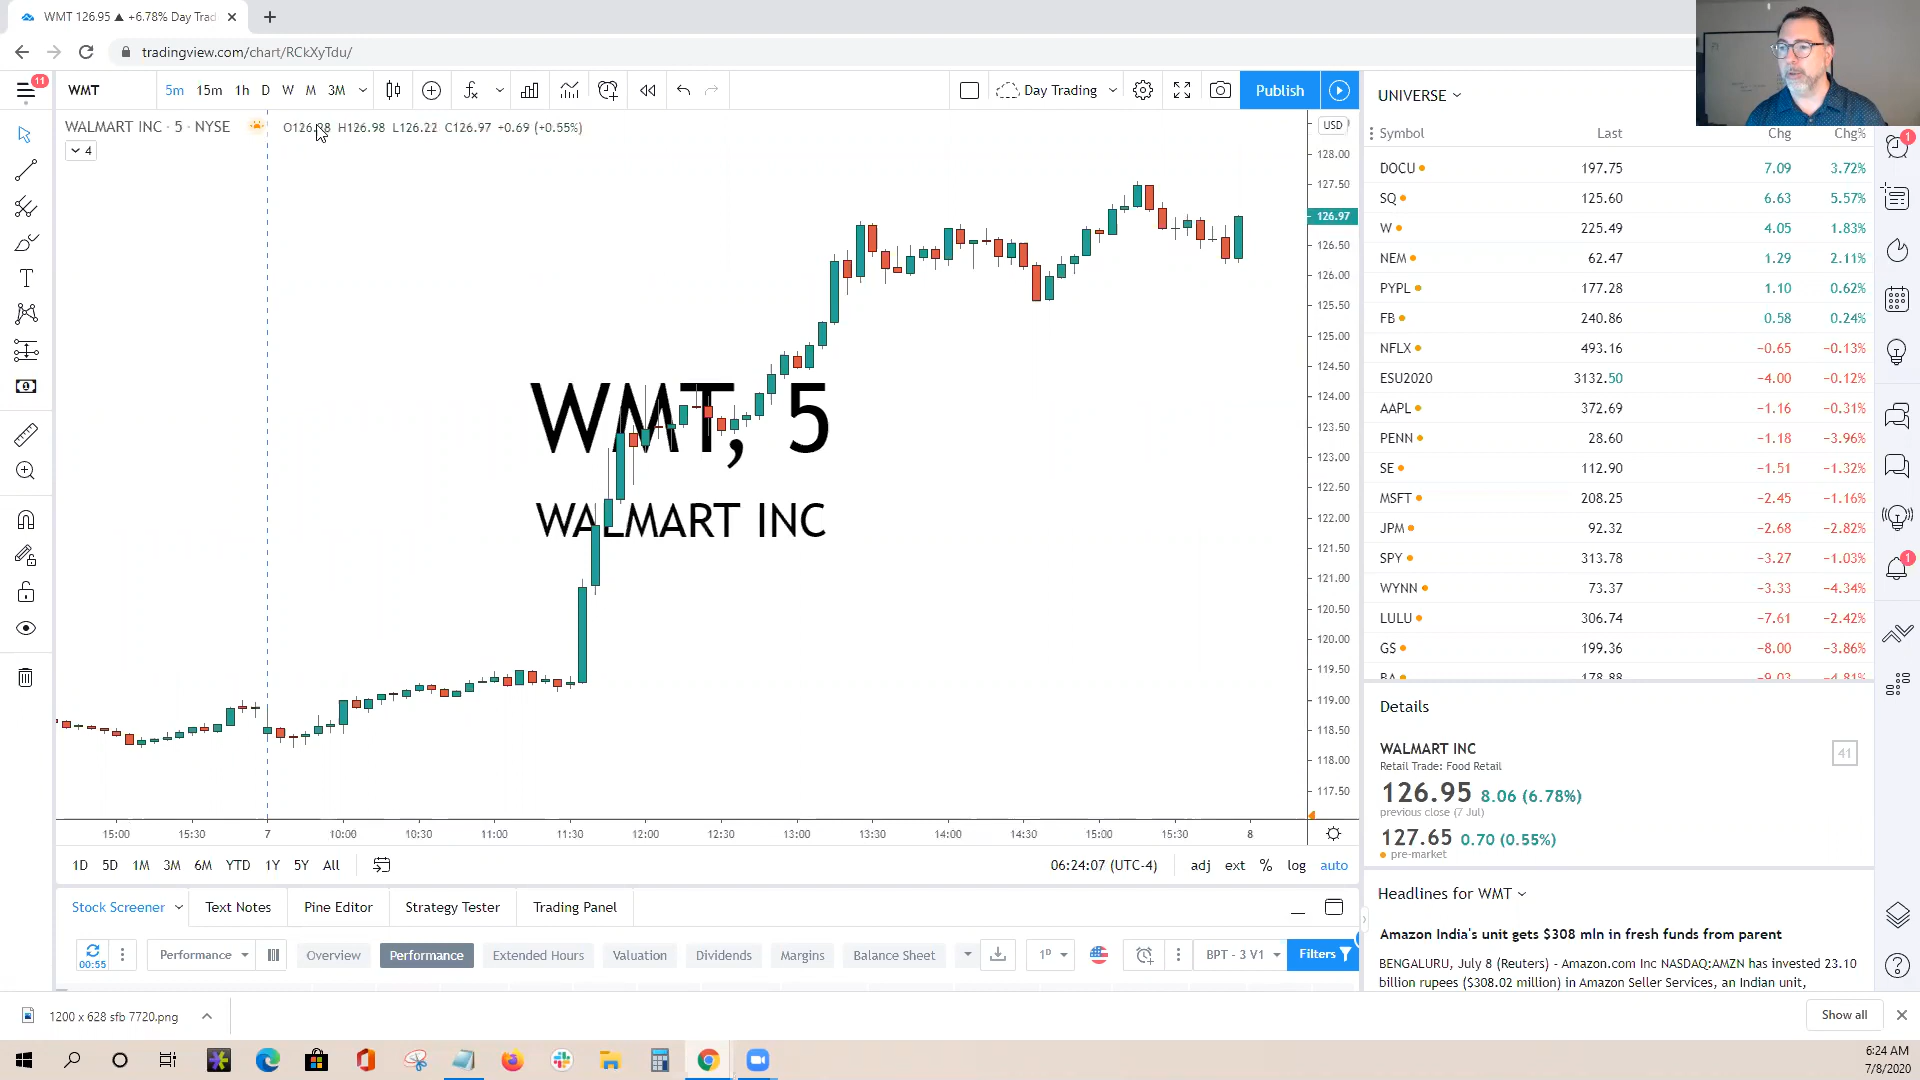 WMT 126.95 ▲ +6.78% Day Trad
tradingview.com/chart/RCkXyTdu/
11
WMT 5m 15m 1h D W M 3M Day Trading Publish
WALMART INC · 5 · NYSE H126.98 L126.22 C126.97 +0.69 (+0.55%)
4
USD
128.00
127.50
126.97
126.50
126.00
125.50
125.00
124.50
124.00
123.50
123.00
122.50
122.00
121.50
121.00
120.50
120.00
119.50
119.00
118.50
118.00
117.50
WMT, 5
WALMART INC
15:00 15:30 7 10:00 10:30 11:00 11:30 12:00 12:30 13:00 13:30 14:00 14:30 15:00 15:30 8
1D 5D 1M 3M 6M YTD 1Y 5Y All 06:24:07 (UTC-4) adj ext % log auto
Stock Screener Text Notes Pine Editor Strategy Tester Trading Panel
00:55 Performance Overview Performance Extended Hours Valuation Dividends Margins Balance Sheet 1D BPT - 3 V1 Filters
UNIVERSE
Symbol Last Chg Chg%
DOCU 197.75 7.09 3.72%
SQ 125.60 6.63 5.57%
W 225.49 4.05 1.83%
NEM 62.47 1.29 2.11%
PYPL 177.28 1.10 0.62%
FB 240.86 0.58 0.24%
NFLX 493.16 −0.65 −0.13%
ESU2020 3132.50 −4.00 −0.12%
AAPL 372.69 −1.16 −0.31%
PENN 28.60 −1.18 −3.96%
SE 112.90 −1.51 −1.32%
MSFT 208.25 −2.45 −1.16%
JPM 92.32 −2.68 −2.82%
SPY 313.78 −3.27 −1.03%
WYNN 73.37 −3.33 −4.34%
LULU 306.74 −7.61 −2.42%
GS 199.36 −8.00 −3.86%
BA 178.88 −9.03 −4.81%
Details
WALMART INC 41
Retail Trade: Food Retail
126.95 8.06 (6.78%)
previous close (7 Jul)
127.65 0.70 (0.55%)
pre-market
Headlines for WMT
Amazon India's unit gets $308 mln in fresh funds from parent
BENGALURU, July 8 (Reuters) - Amazon.com Inc NASDAQ:AMZN has invested 23.10
billion rupees ($308.02 million) in Amazon Seller Services, an Indian unit,
1
1
1200 x 628 sfb 7720.png Show all
6:24 AM
7/8/2020